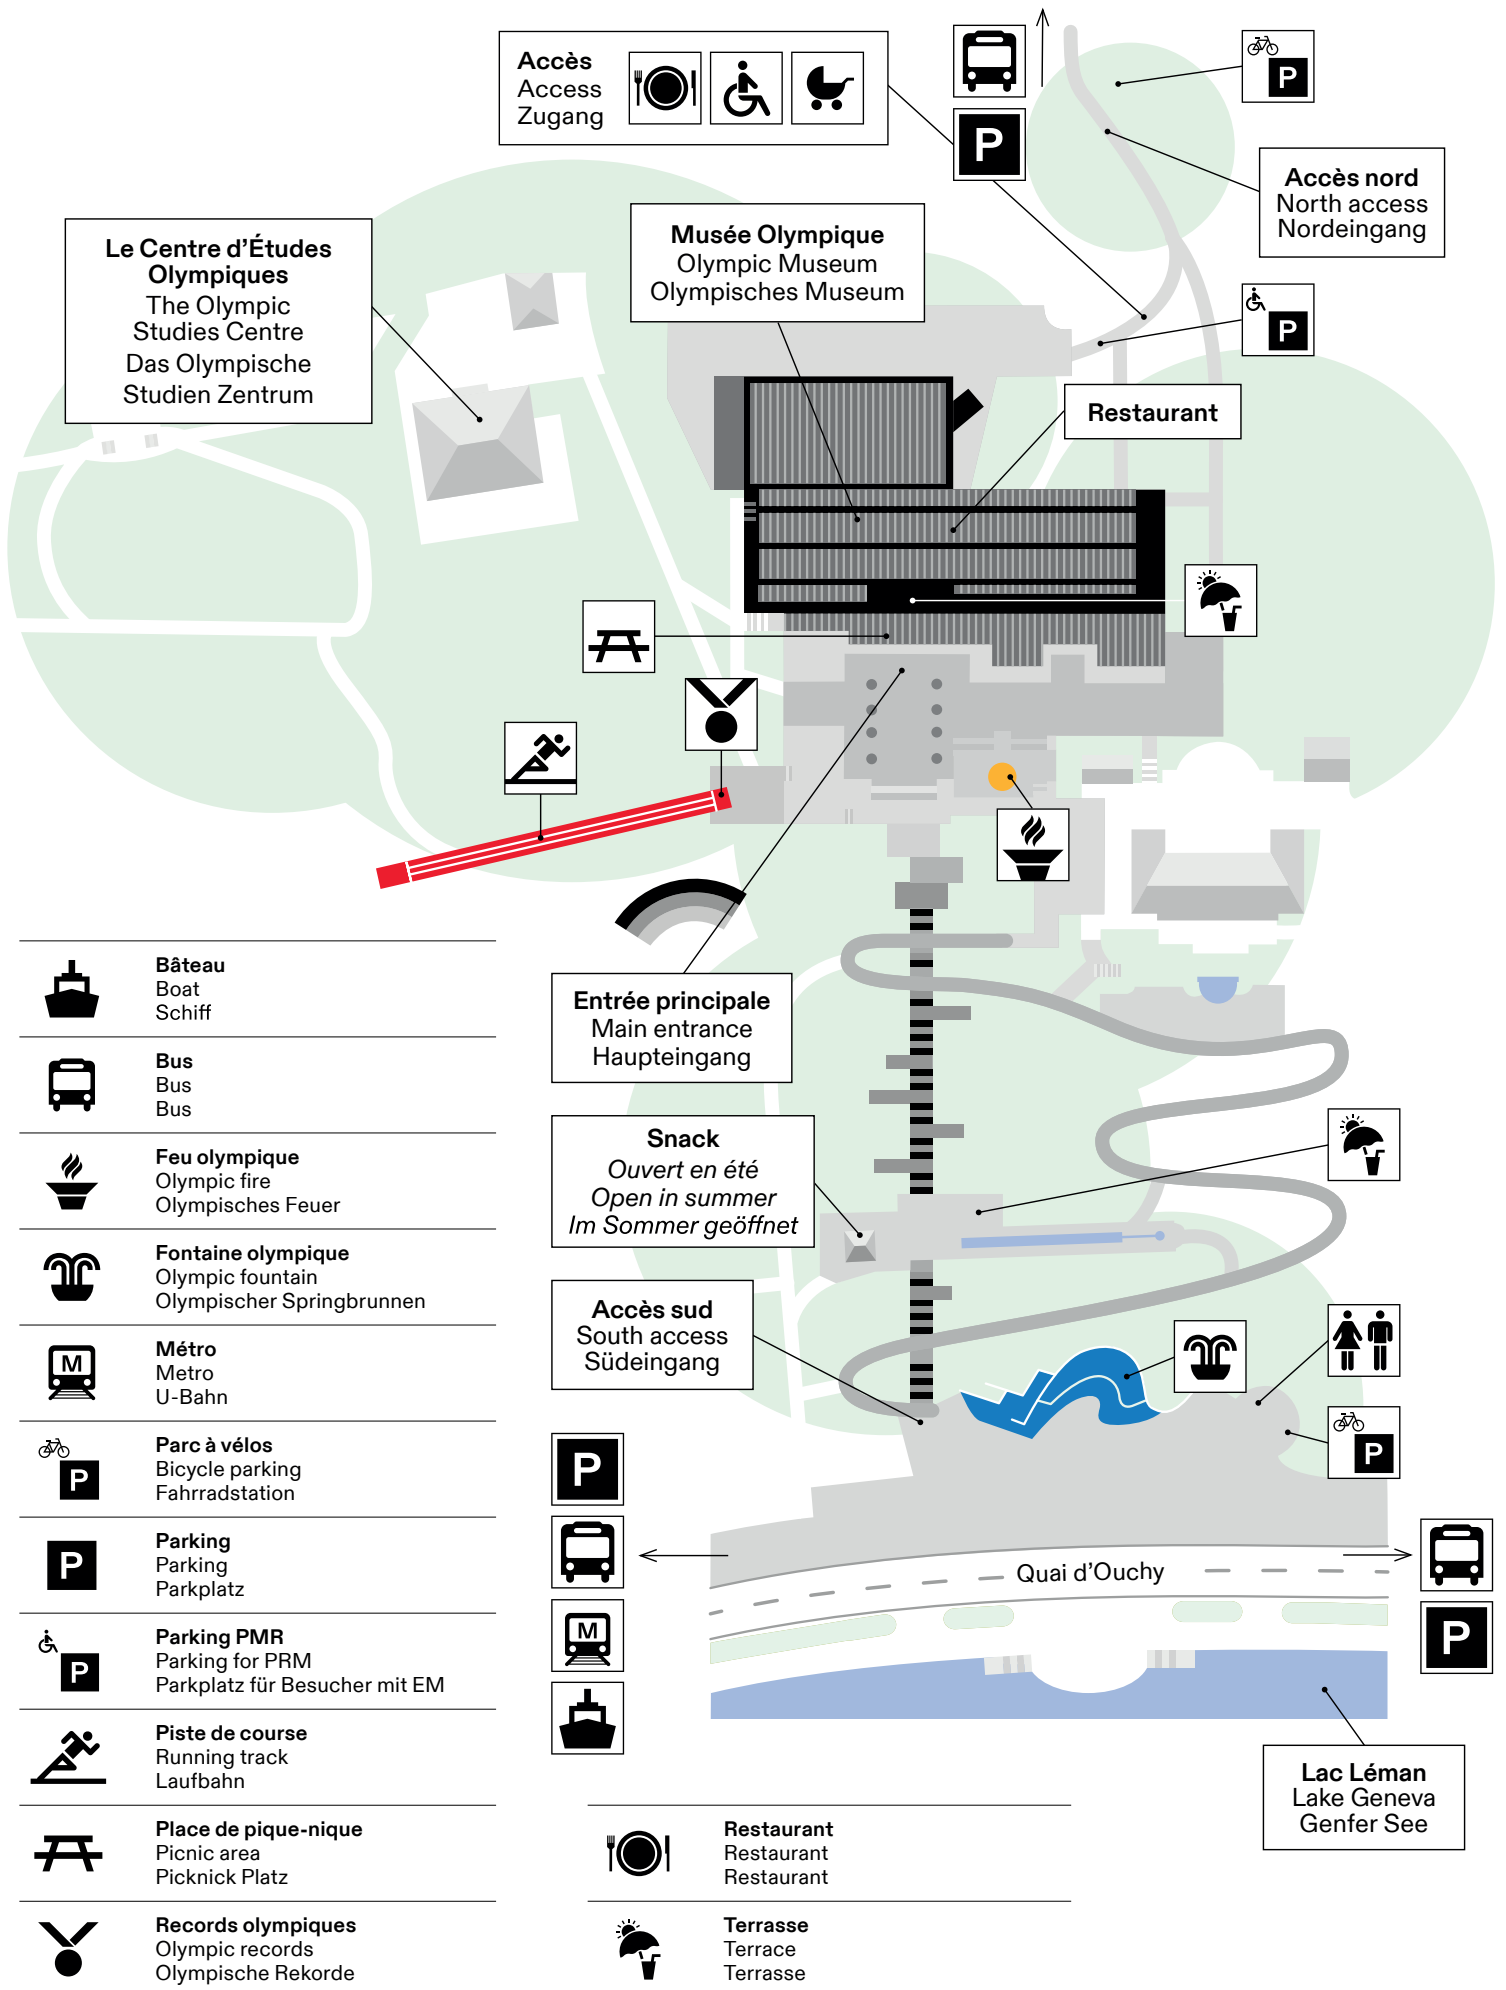 Accès
Access
Zugang
P
P
Accès nord
North access
Nordeingang
Le Centre d’Études
Olympiques
The Olympic
Studies Centre
Das Olympische
Studien Zentrum
Musée Olympique
Olympic Museum
Olympisches Museum
P
Restaurant
Entrée principale
Main entrance
Haupteingang
Snack
Ouvert en été
Open in summer
Im Sommer geöffnet
Accès sud
South access
Südeingang
P
P
Quai d’Ouchy
M
P
Lac Léman
Lake Geneva
Genfer See
Bâteau
Boat
Schiff
Bus
Bus
Bus
Feu olympique
Olympic fire
Olympisches Feuer
Fontaine olympique
Olympic fountain
Olympischer Springbrunnen
M
Métro
Metro
U-Bahn
P
Parc à vélos
Bicycle parking
Fahrradstation
P
Parking
Parking
Parkplatz
P
Parking PMR
Parking for PRM
Parkplatz für Besucher mit EM
Piste de course
Running track
Laufbahn
Place de pique-nique
Picnic area
Picknick Platz
Records olympiques
Olympic records
Olympische Rekorde
Restaurant
Restaurant
Restaurant
Terrasse
Terrace
Terrasse